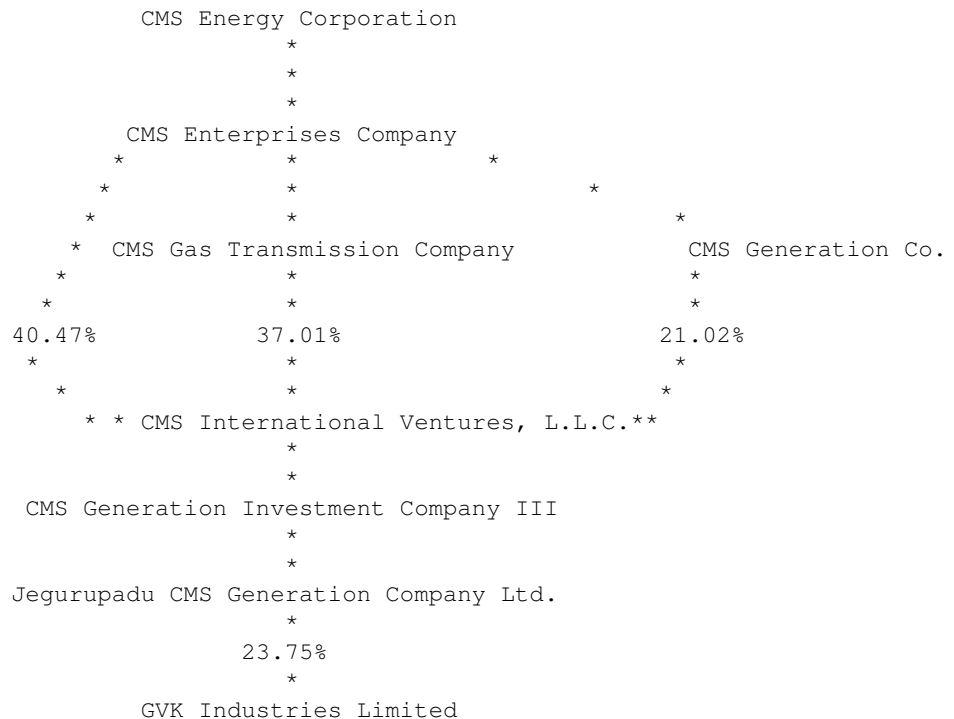 CMS Energy Corporation
*
*
*
CMS Enterprises Company
* * *
* * *
* * *
* CMS Gas Transmission Company CMS Generation Co.
* * *
* * *
40.47% 37.01% 21.02%
* * *
* * *
* * CMS International Ventures, L.L.C.**
*
*
CMS Generation Investment Company III
*
*
Jegurupadu CMS Generation Company Ltd.
*
23.75%
*
GVK Industries Limited